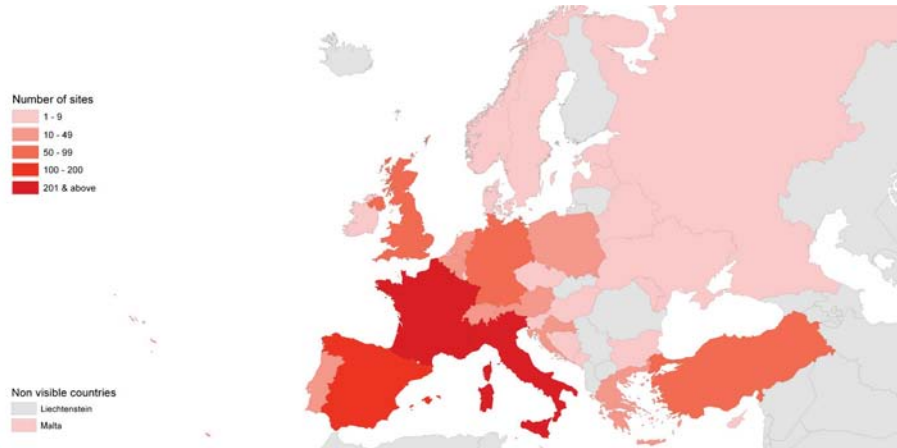 Number of sites
1 - 9
10 - 49
50 - 99
100 - 200
201 & above
Non visible countries
Liechtenstein
Malta